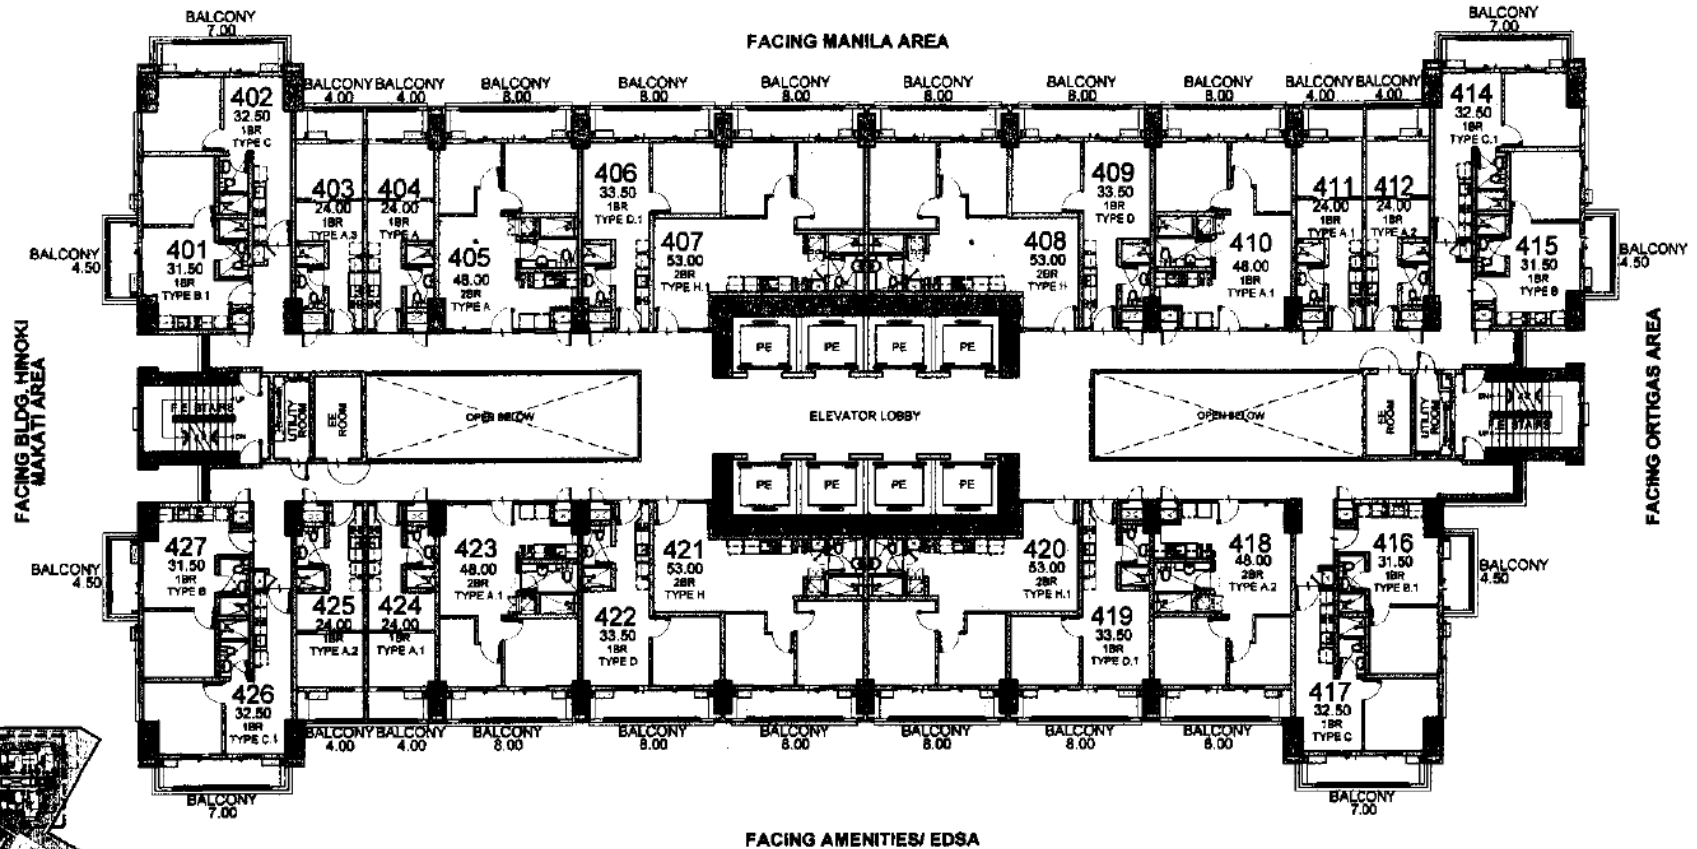 BALCONY
7.00
BALCONY
7.00
FACING MANILA AREA
BALCONY
4.00
BALCONY
4.00
BALCONY
8.00
BALCONY
8.00
BALCONY
8.00
BALCONY
8.00
BALCONY
8.00
BALCONY
8.00
BALCONY
4.00
BALCONY
4.00
402
32.50
1BR
TYPE C
403
24.00
1BR
TYPE A.3
404
24.00
1BR
TYPE A
405
48.00
2BR
TYPE A
406
33.50
1BR
TYPE D.1
407
53.00
2BR
TYPE H.1
408
53.00
2BR
TYPE H
409
33.50
1BR
TYPE D
410
48.00
1BR
TYPE A.1
411
24.00
1BR
TYPE A.1
412
24.00
1BR
TYPE A.2
414
32.50
1BR
TYPE C.1
BALCONY
4.50
401
31.50
1BR
TYPE B.1
415
31.50
1BR
TYPE B
BALCONY
4.50
FACING BLDG. HINOKI
MAKATI AREA
PE
PE
PE
PE
F.E STAIRS
UP
DN
UTILITY
ROOM
EE
ROOM
OPEN BELOW
ELEVATOR LOBBY
OPEN BELOW
EE
ROOM
UTILITY
ROOM
DN
UP
F.E STAIRS
FACING ORTIGAS AREA
PE
PE
PE
PE
BALCONY
4.50
427
31.50
1BR
TYPE B
425
24.00
1BR
TYPE A.2
424
24.00
1BR
TYPE A.1
423
48.00
2BR
TYPE A.1
422
33.50
1BR
TYPE D
421
53.00
2BR
TYPE H
420
53.00
2BR
TYPE H.1
419
33.50
1BR
TYPE D.1
418
48.00
2BR
TYPE A.2
416
31.50
1BR
TYPE B.1
BALCONY
4.50
426
32.50
1BR
TYPE C.1
417
32.50
1BR
TYPE C
BALCONY
4.00
BALCONY
4.00
BALCONY
8.00
BALCONY
8.00
BALCONY
8.00
BALCONY
8.00
BALCONY
8.00
BALCONY
8.00
BALCONY
7.00
BALCONY
7.00
FACING AMENITIES/ EDSA